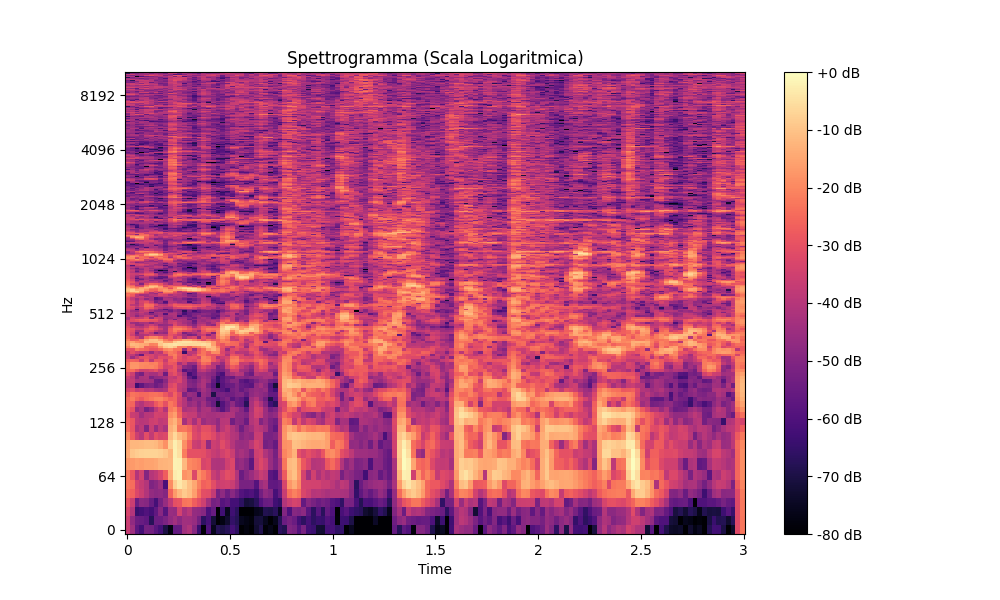 Spettrogramma (Scala Logaritmica)
8192
4096
2048
1024
512
256
128
64
0
Hz
0
0.5
1
1.5
2
2.5
3
Time
+0 dB
-10 dB
-20 dB
-30 dB
-40 dB
-50 dB
-60 dB
-70 dB
-80 dB